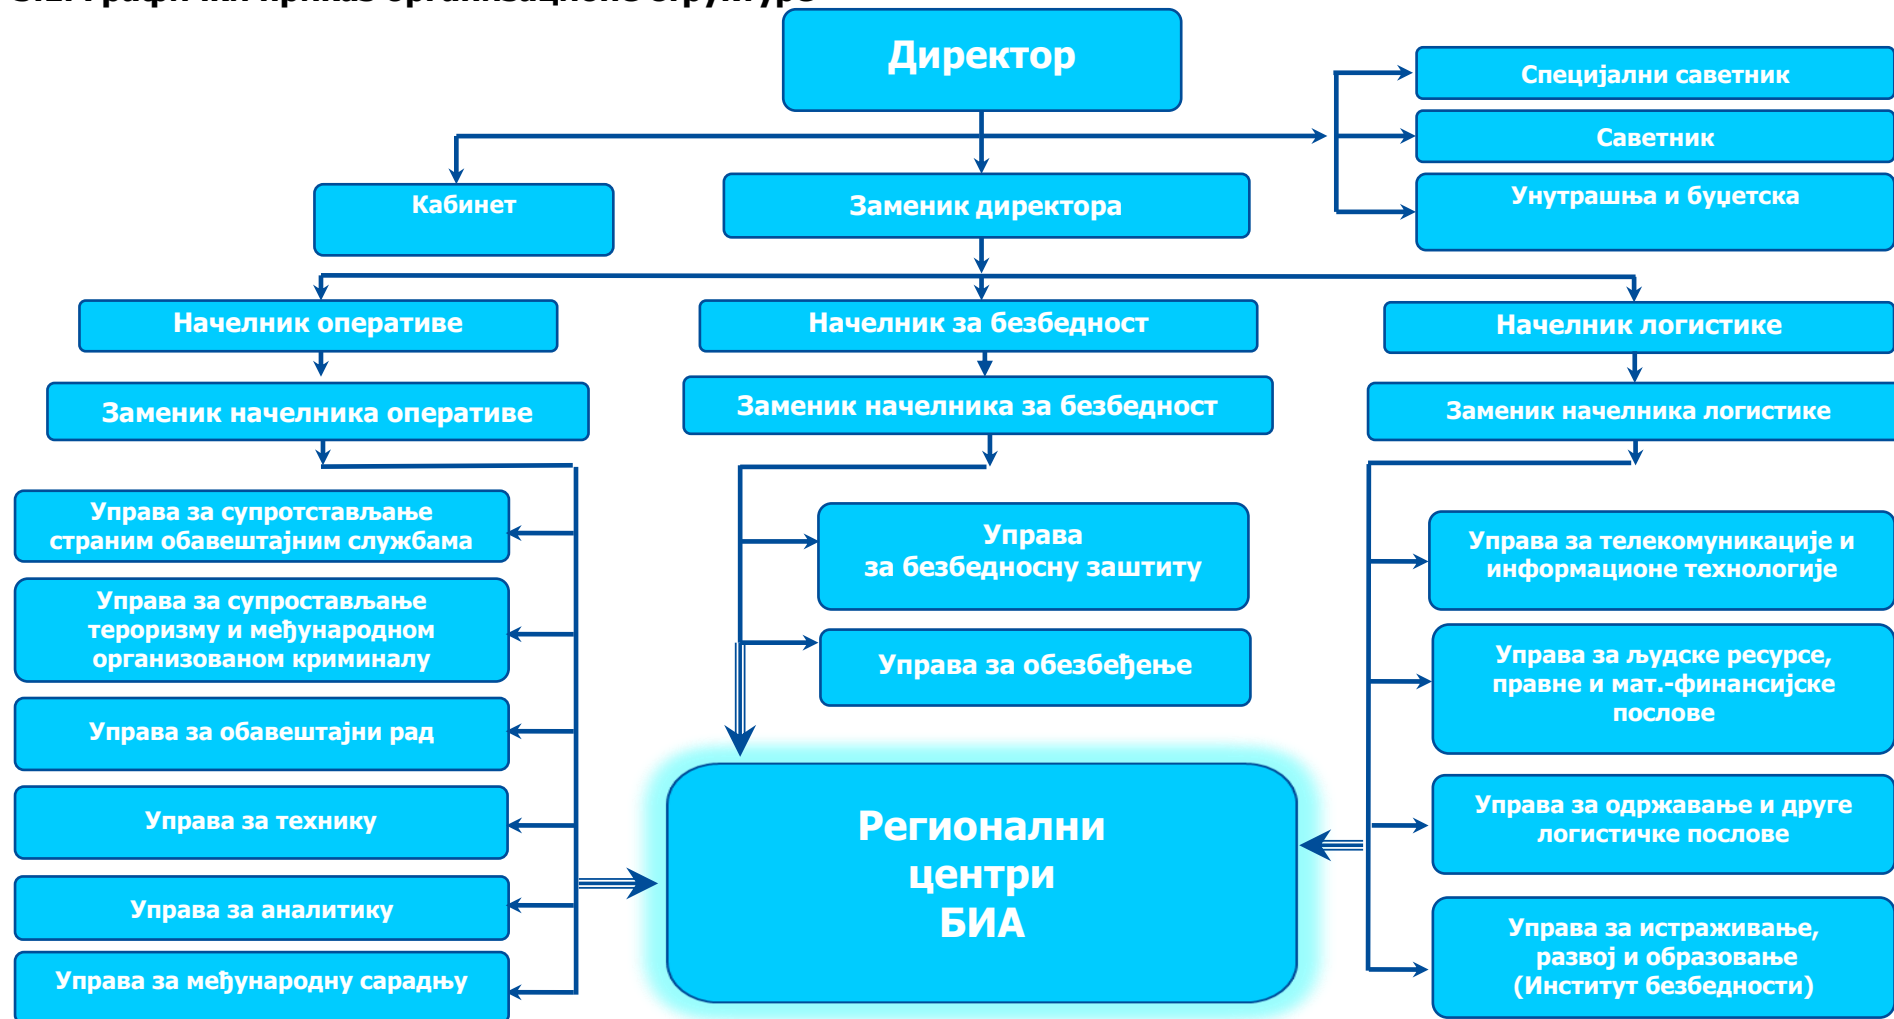 Директор
Специјални саветник
Саветник
Унутрашња и буџетска
Кабинет
Заменик директора
Начелник оперативе
Начелник за безбедност
Начелник логистике
Заменик начелника оперативе
Заменик начелника за безбедност
Заменик начелника логистике
Управа за супротстављање
страним обавештајним службама
Управа за супростављање
тероризму и међународном
организованом криминалу
Управа за обавештајни рад
Управа за технику
Управа за аналитику
Управа за међународну сарадњу
Управа
за безбедносну заштиту
Управа за обезбеђење
Регионални
центри
БИА
Управа за телекомуникације и
информационе технологије
Управа за људске ресурсе,
правне и мат.-финансијске
послове
Управа за одржавање и друге
логистичке послове
Управа за истраживање,
развој и образовање
(Институт безбедности)